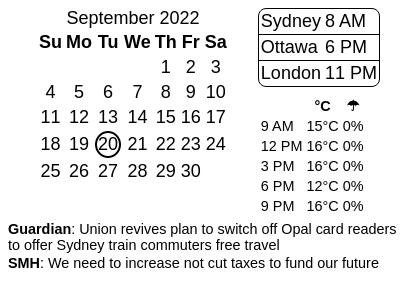 September 2022
Su Mo Tu We Th Fr Sa
1 2 3
4 5 6 7 8 9 10
11 12 13 14 15 16 17
18 19 20 21 22 23 24
25 26 27 28 29 30
Sydney 8 AM
Ottawa 6 PM
London 11 PM
°C ☂
9 AM 15°C 0%
12 PM 16°C 0%
3 PM 16°C 0%
6 PM 12°C 0%
9 PM 16°C 0%
Guardian: Union revives plan to switch off Opal card readers
to offer Sydney train commuters free travel
SMH: We need to increase not cut taxes to fund our future